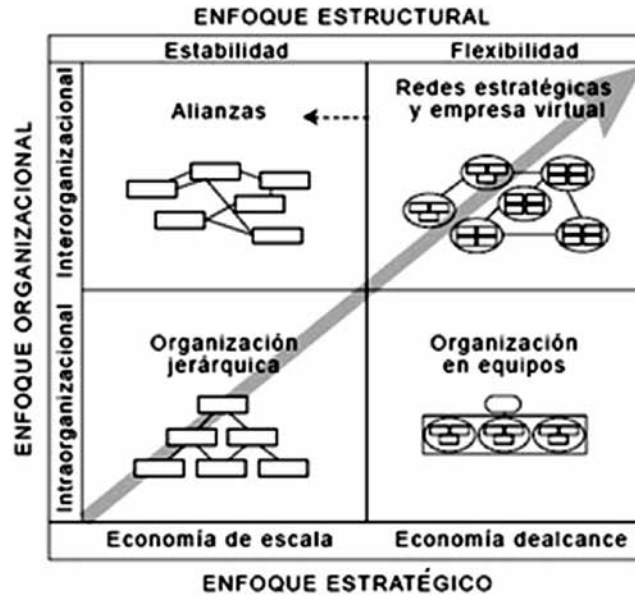 ENFOQUE ESTRUCTURAL
Estabilidad
Flexibilidad
ENFOQUE ORGANIZACIONAL
Interorganizacional
Alianzas
Redes estratégicas
y empresa virtual
Intraorganizacional
Organización
jerárquica
Organización
en equipos
Economía de escala
Economía dealcance
ENFOQUE ESTRATÉGICO